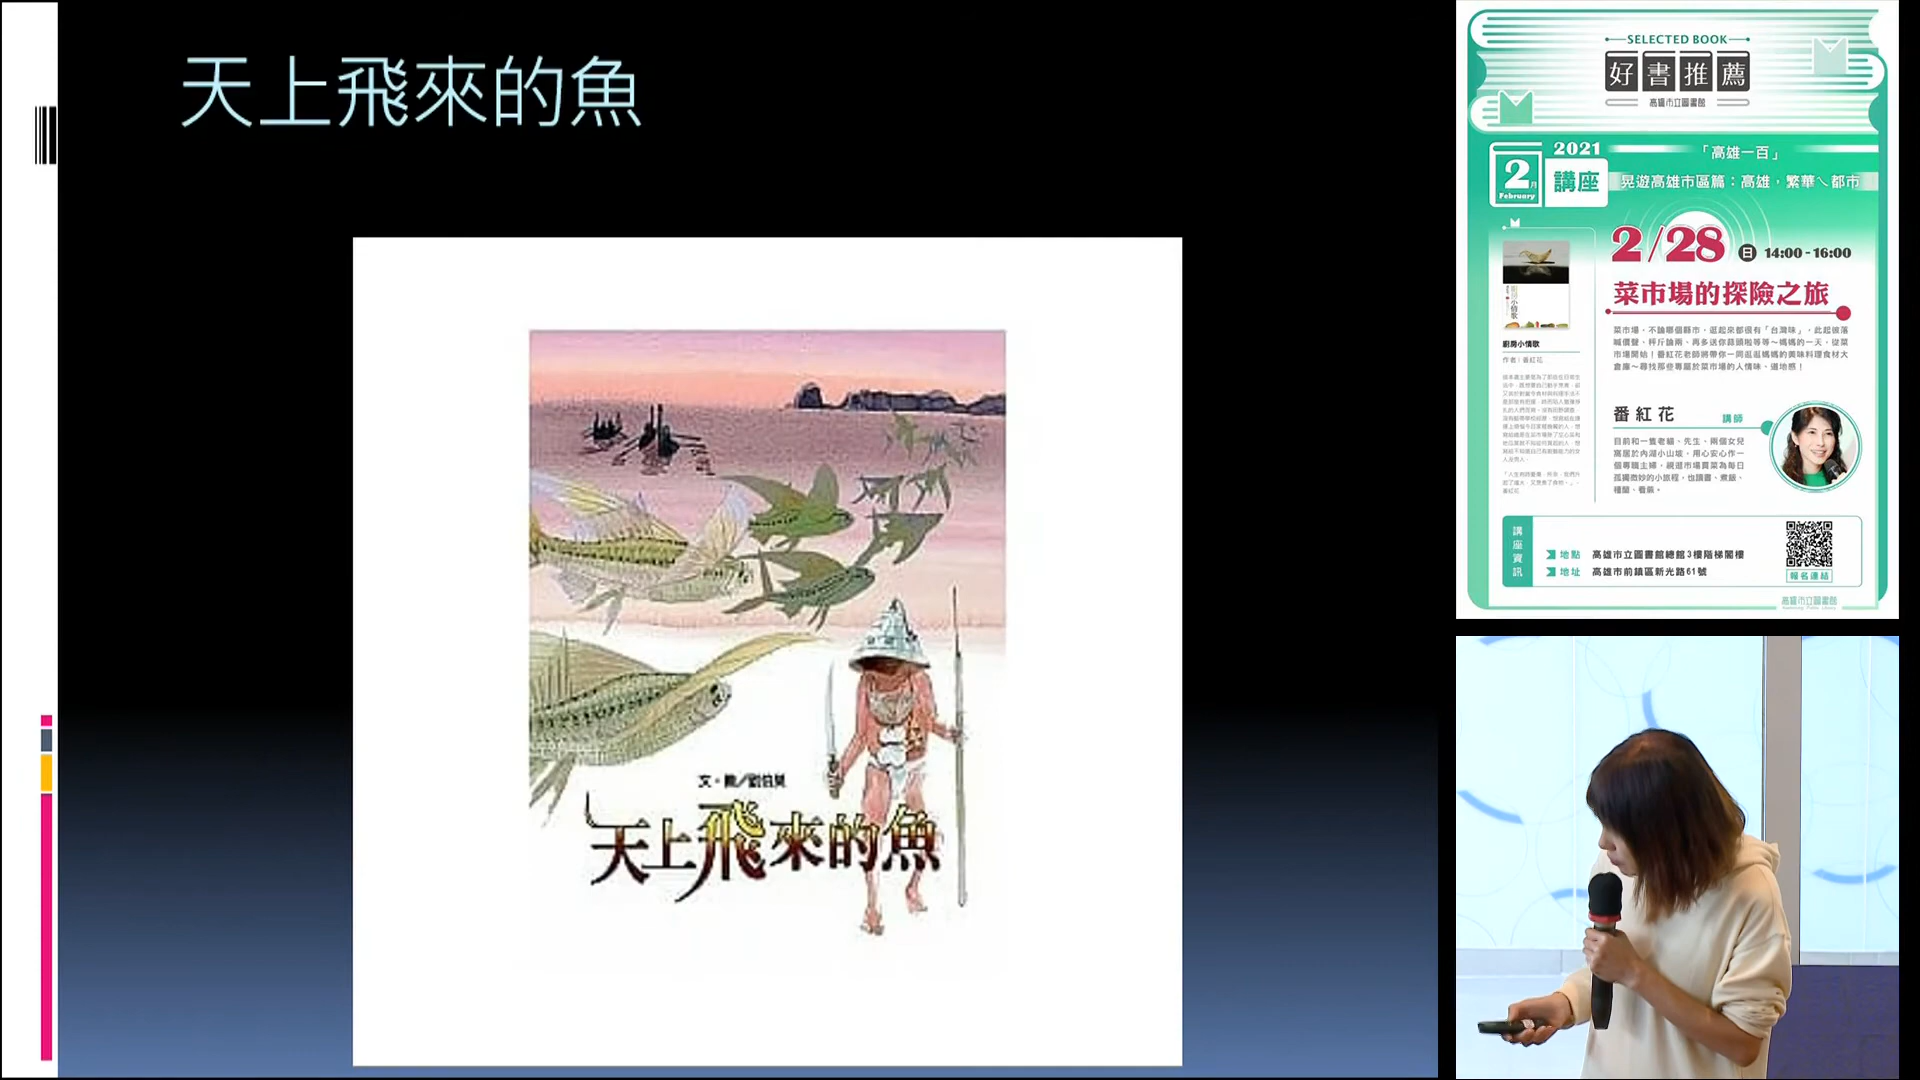 天上飛來的魚
文・圖／劉伯樂
天上飛來的魚
SELECTED BOOK
好書推薦
高雄市立圖書館
2月
February
2021
講座
「高雄一百」
晃遊高雄市區篇：高雄，繁華ㄟ都市
2/28 日 14:00-16:00
菜市場的探險之旅
菜市場，不論哪個縣市，逛起來都很有「台灣味」，此起彼落
喊價聲、秤斤論兩、再多送你蒜頭啦等等～媽媽的一天，從菜
市場開始！番紅花老師將帶你一同逛逛媽媽的美味料理食材大
倉庫～尋找那些專屬於菜市場的人情味、道地感！
廚房小情歌
作者｜番紅花
番紅花 講師
目前和一隻老貓、先生、兩個女兒
窩居於內湖小山坡，用心安心作一
個專職主婦，視逛市場買菜為每日
孤獨微妙的小旅程，也讀書、煮飯、
種蘭、看戲。
講座資訊
地點 高雄市立圖書館總館3樓階梯閣樓
地址 高雄市前鎮區新光路61號
報名連結
高雄市立圖書館